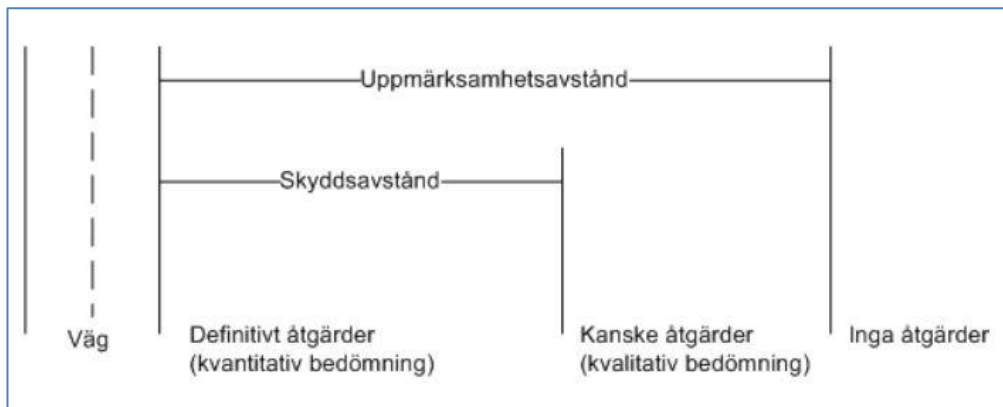 Uppmärksamhetsavstånd
Skyddsavstånd
Väg
Definitivt åtgärder
(kvantitativ bedömning)
Kanske åtgärder
(kvalitativ bedömning)
Inga åtgärder